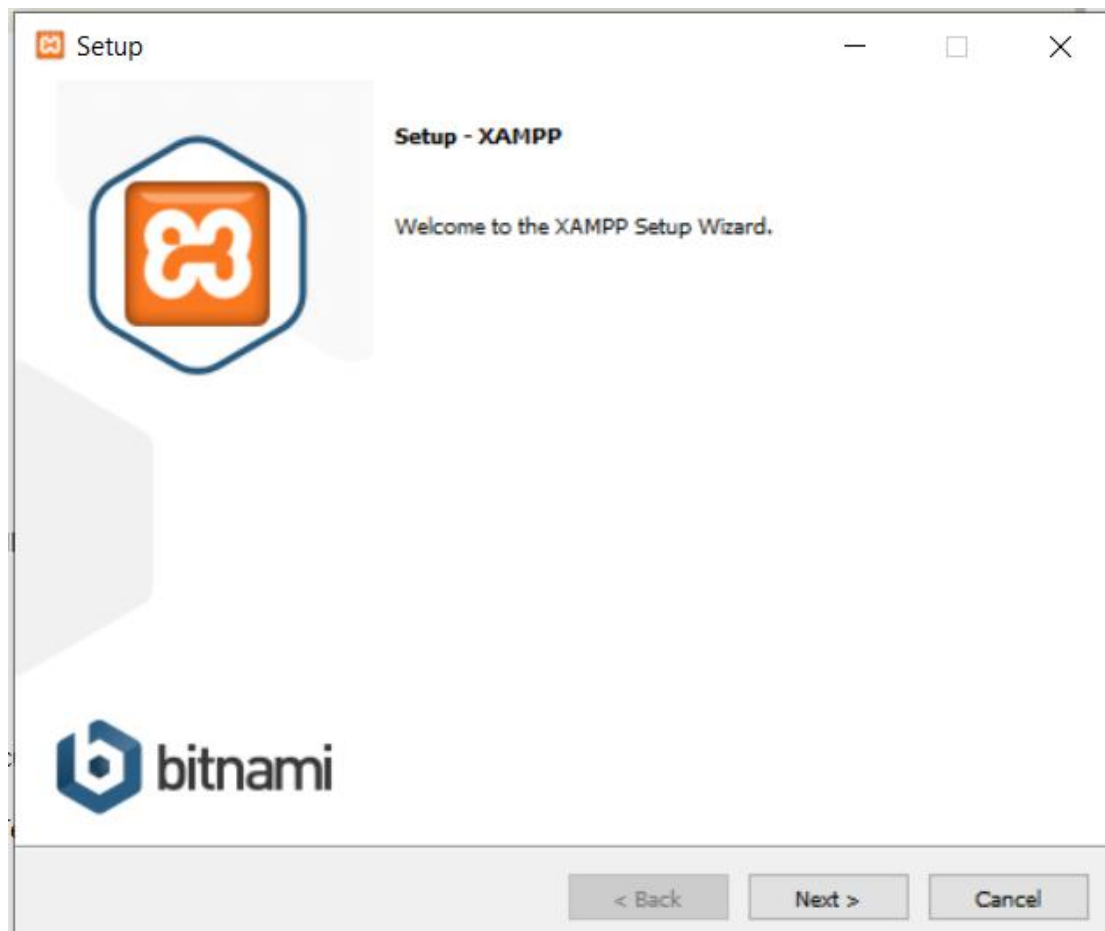 Setup
Setup - XAMPP
Welcome to the XAMPP Setup Wizard.
bitnami
< Back
Next >
Cancel